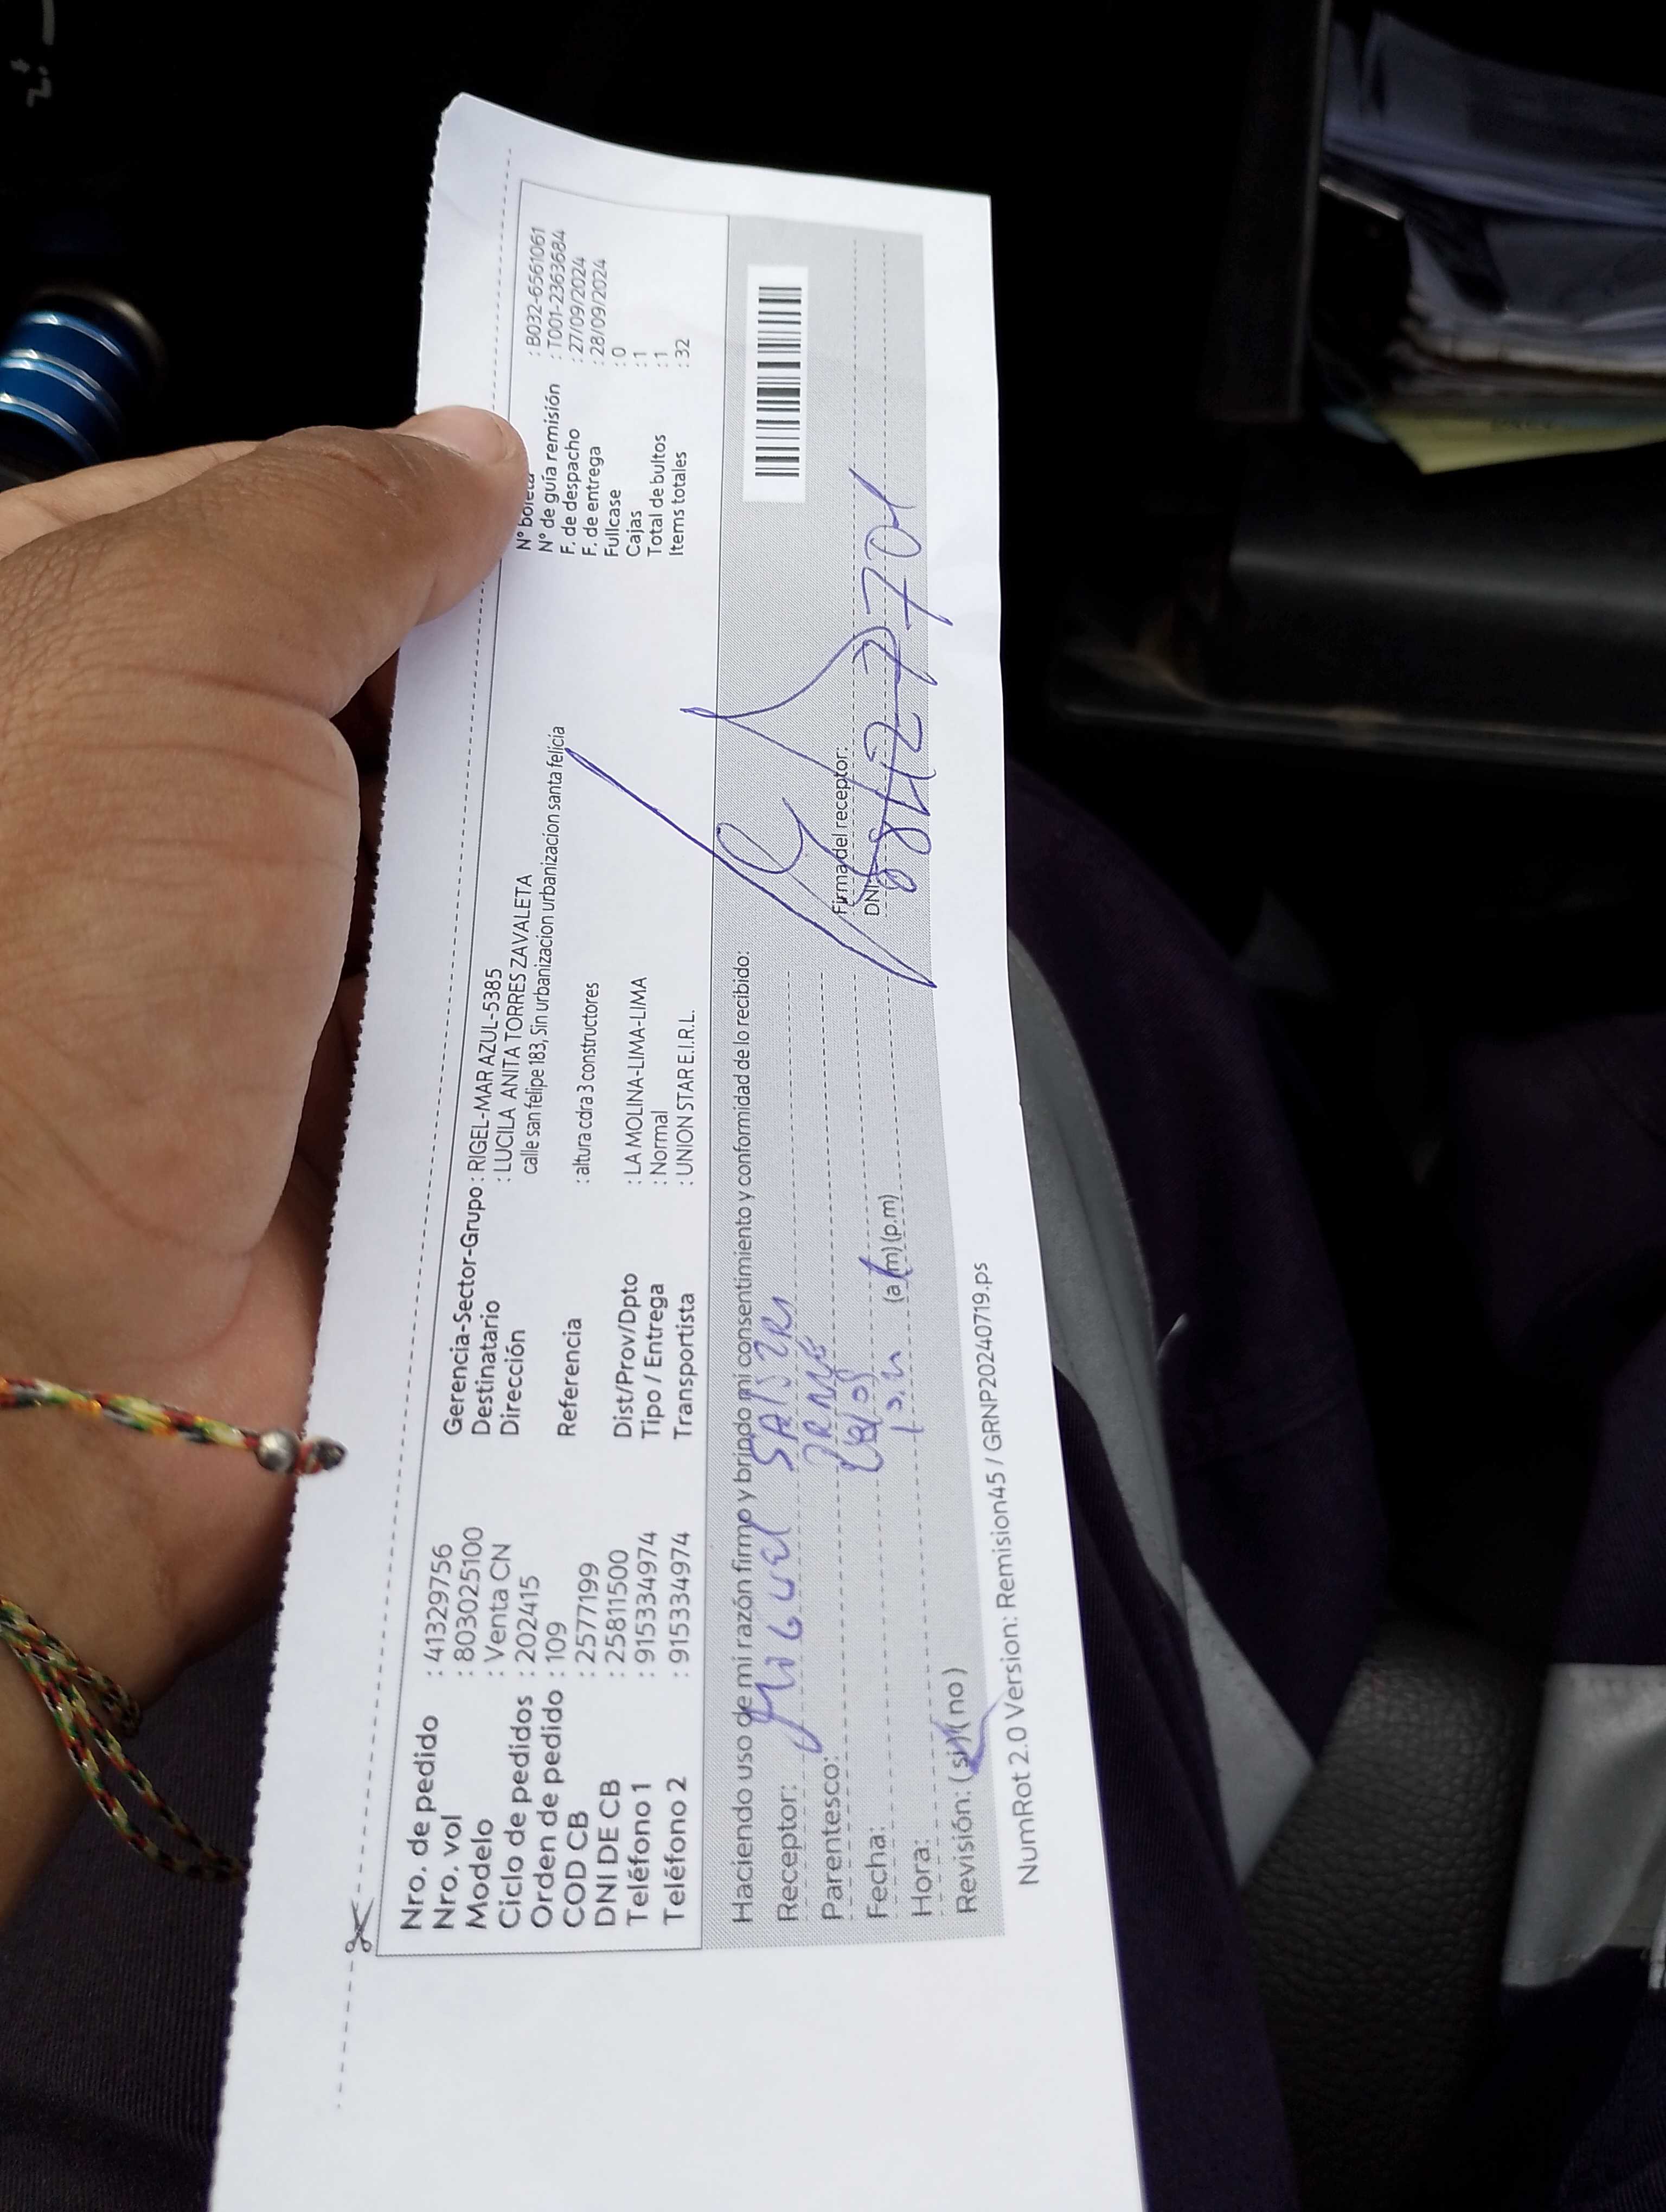 Nro. de pedido : 41329756
Nro. vol : 803025100
Modelo : Venta CN
Ciclo de pedidos : 202415
Orden de pedido : 109
COD CB : 2577199
DNI DE CB : 25811500
Teléfono 1 : 915334974
Teléfono 2 : 915334974
Gerencia-Sector-Grupo : RIGEL-MAR AZUL-5385
Destinatario : LUCILA ANITA TORRES ZAVALETA
Dirección calle san felipe 183, Sin urbanizacion urbanizacion santa felicia
Referencia : altura cdra 3 constructores
Dist/Prov/Dpto : LA MOLINA-LIMA-LIMA
Tipo / Entrega : Normal
Transportista : UNION STAR E.I.R.L.
N° boleta : B032-6561061
N° de guía remisión : T001-2363684
F. de despacho : 27/09/2024
F. de entrega : 28/09/2024
Fullcase : 0
Cajas : 1
Total de bultos : 1
Items totales : 32
Haciendo uso de mi razón firmo y brindo mi consentimiento y conformidad de lo recibido:
Receptor: Miguel
Parentesco:
Fecha:
Hora: (a.m) (p.m)
Revisión: (si) (no)
Firma del receptor:
DNI:
NumRot 2.0 Version: Remision45 / GRNP20240719.ps